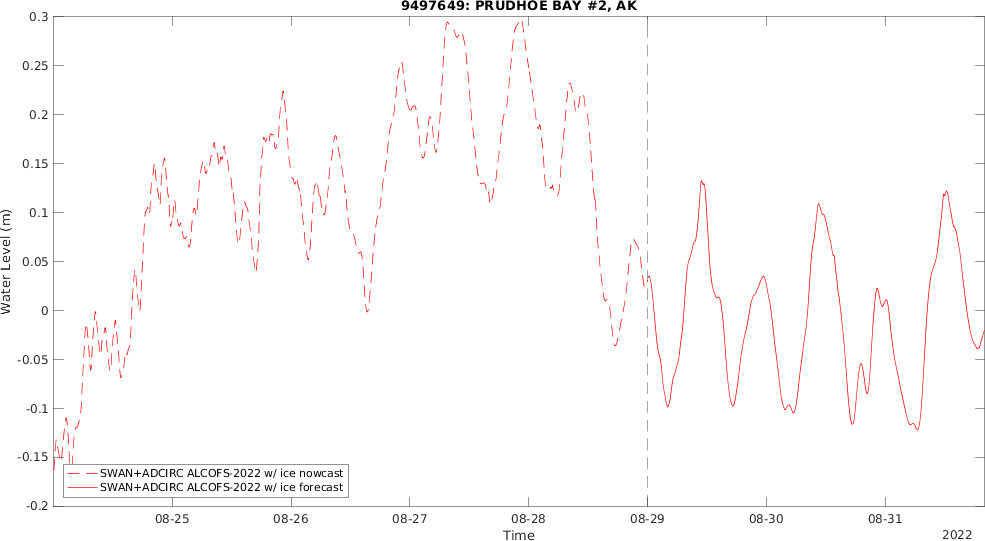 9497649: PRUDHOE BAY #2, AK
0.3
0.25
0.2
0.15
0.1
0.05
0
-0.05
-0.1
-0.15
-0.2
Water Level (m)
SWAN+ADCIRC ALCOFS-2022 w/ ice nowcast
SWAN+ADCIRC ALCOFS-2022 w/ ice forecast
08-25 08-26 08-27 08-28 08-29 08-30 08-31
Time
2022